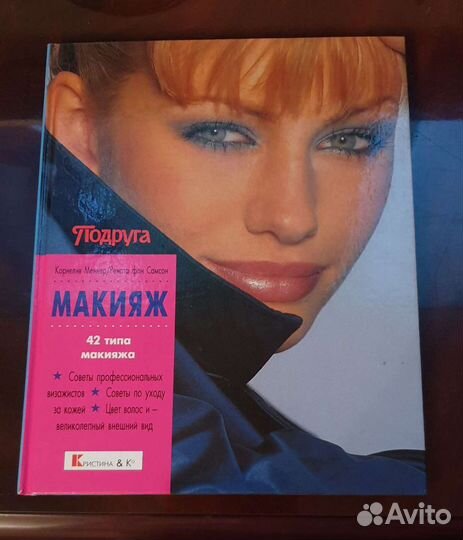 Подруга
Корнелия Меннер/Рената фон Самсон
МАКИЯЖ
42 типа
макияжа
★ Советы профессиональных
визажистов ★ Советы по уходу
за кожей ★ Цвет волос и –
великолепный внешний вид
КРИСТИНА & К°
Avito